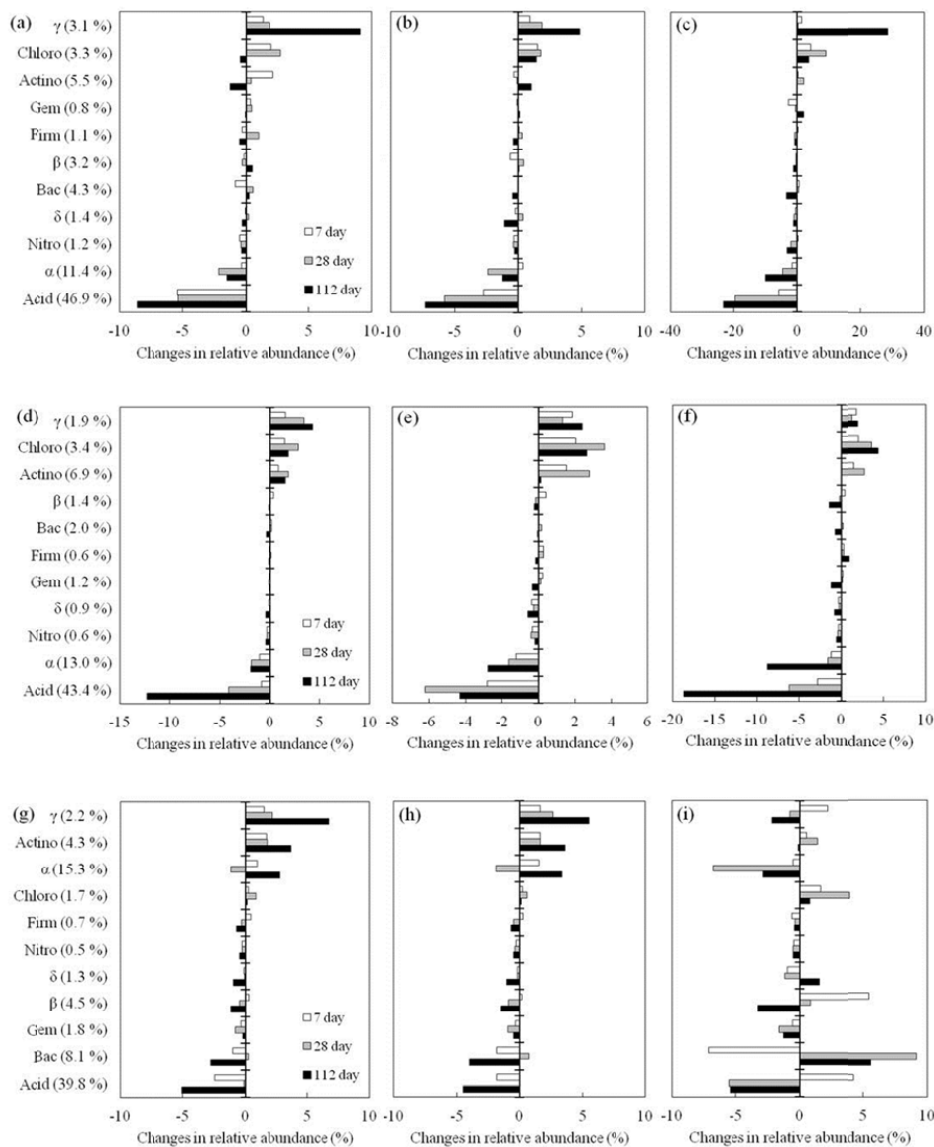 (a) (b) (c)
γ (3.1 %)
Chloro (3.3 %)
Actino (5.5 %)
Gem (0.8 %)
Firm (1.1 %)
β (3.2 %)
Bac (4.3 %)
δ (1.4 %)
Nitro (1.2 %)
α (11.4 %)
Acid (46.9 %)
7 day
28 day
112 day
-10 -5 0 5 10 -10 -5 0 5 10 -40 -20 0 20 40
Changes in relative abundance (%) Changes in relative abundance (%) Changes in relative abundance (%)
(d) (e) (f)
γ (1.9 %)
Chloro (3.4 %)
Actino (6.9 %)
β (1.4 %)
Bac (2.0 %)
Firm (0.6 %)
Gem (1.2 %)
δ (0.9 %)
Nitro (0.6 %)
α (13.0 %)
Acid (43.4 %)
7 day
28 day
112 day
-15 -10 -5 0 5 10 -8 -6 -4 -2 0 2 4 6 -20 -15 -10 -5 0 5 10
Changes in relative abundance (%) Changes in relative abundance (%) Changes in relative abundance (%)
(g) (h) (i)
γ (2.2 %)
Actino (4.3 %)
α (15.3 %)
Chloro (1.7 %)
Firm (0.7 %)
Nitro (0.5 %)
δ (1.3 %)
β (4.5 %)
Gem (1.8 %)
Bac (8.1 %)
Acid (39.8 %)
7 day
28 day
112 day
-10 -5 0 5 10 -10 -5 0 5 10 -10 -5 0 5 10
Changes in relative abundance (%) Changes in relative abundance (%) Changes in relative abundance (%)